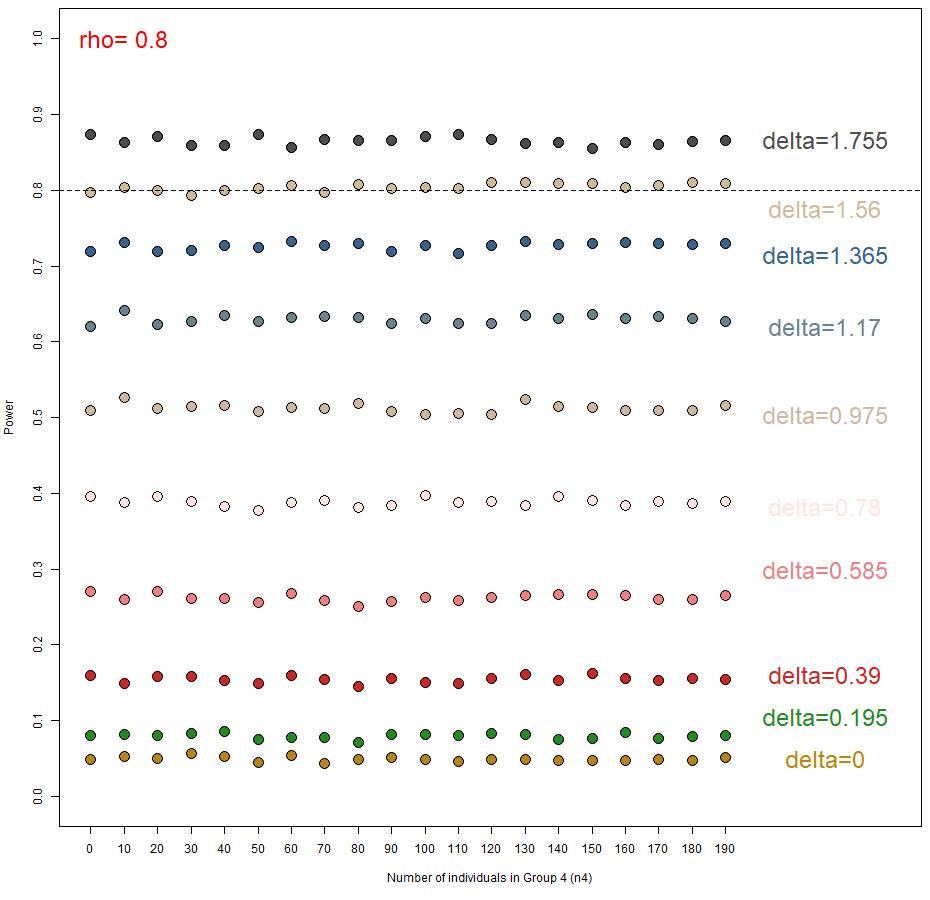 rho= 0.8
1.0
0.9
0.8
0.7
0.6
0.5
0.4
0.3
0.2
0.1
0.0
Power
delta=1.755
delta=1.56
delta=1.365
delta=1.17
delta=0.975
delta=0.78
delta=0.585
delta=0.39
delta=0.195
delta=0
0 10 20 30 40 50 60 70 80 90 100 110 120 130 140 150 160 170 180 190
Number of individuals in Group 4 (n4)